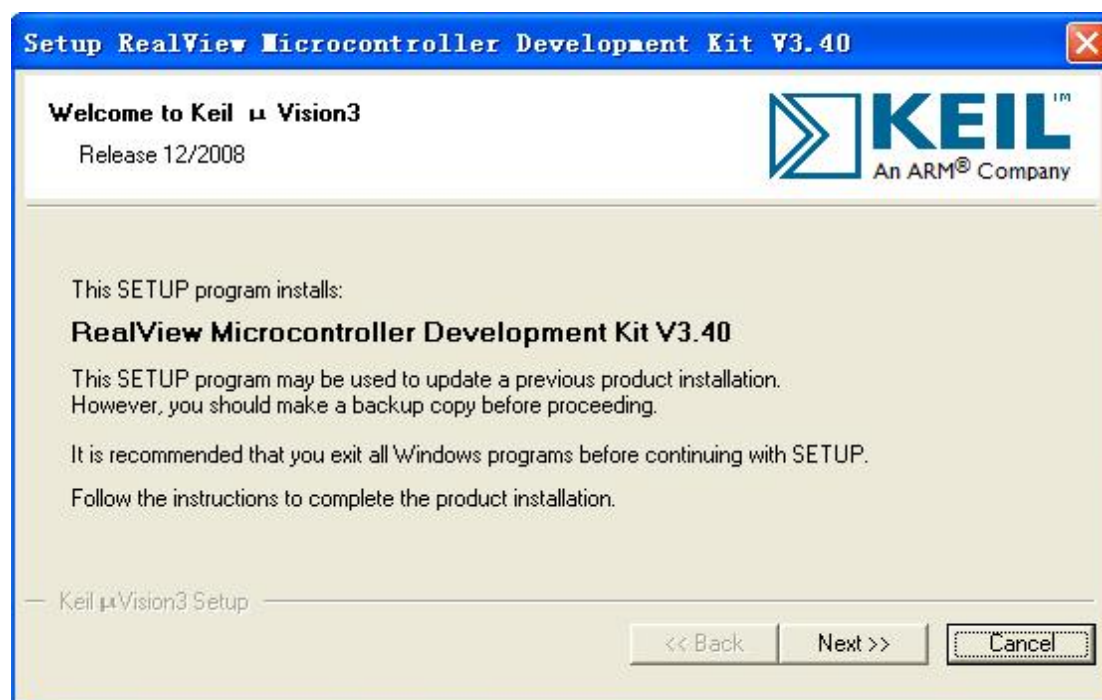 Setup RealView Microcontroller Development Kit V3.40
Welcome to Keil μ Vision3
Release 12/2008
KEIL™
An ARM® Company
This SETUP program installs:
RealView Microcontroller Development Kit V3.40
This SETUP program may be used to update a previous product installation.
However, you should make a backup copy before proceeding.
It is recommended that you exit all Windows programs before continuing with SETUP.
Follow the instructions to complete the product installation.
Keil μVision3 Setup
<< Back
Next >>
Cancel